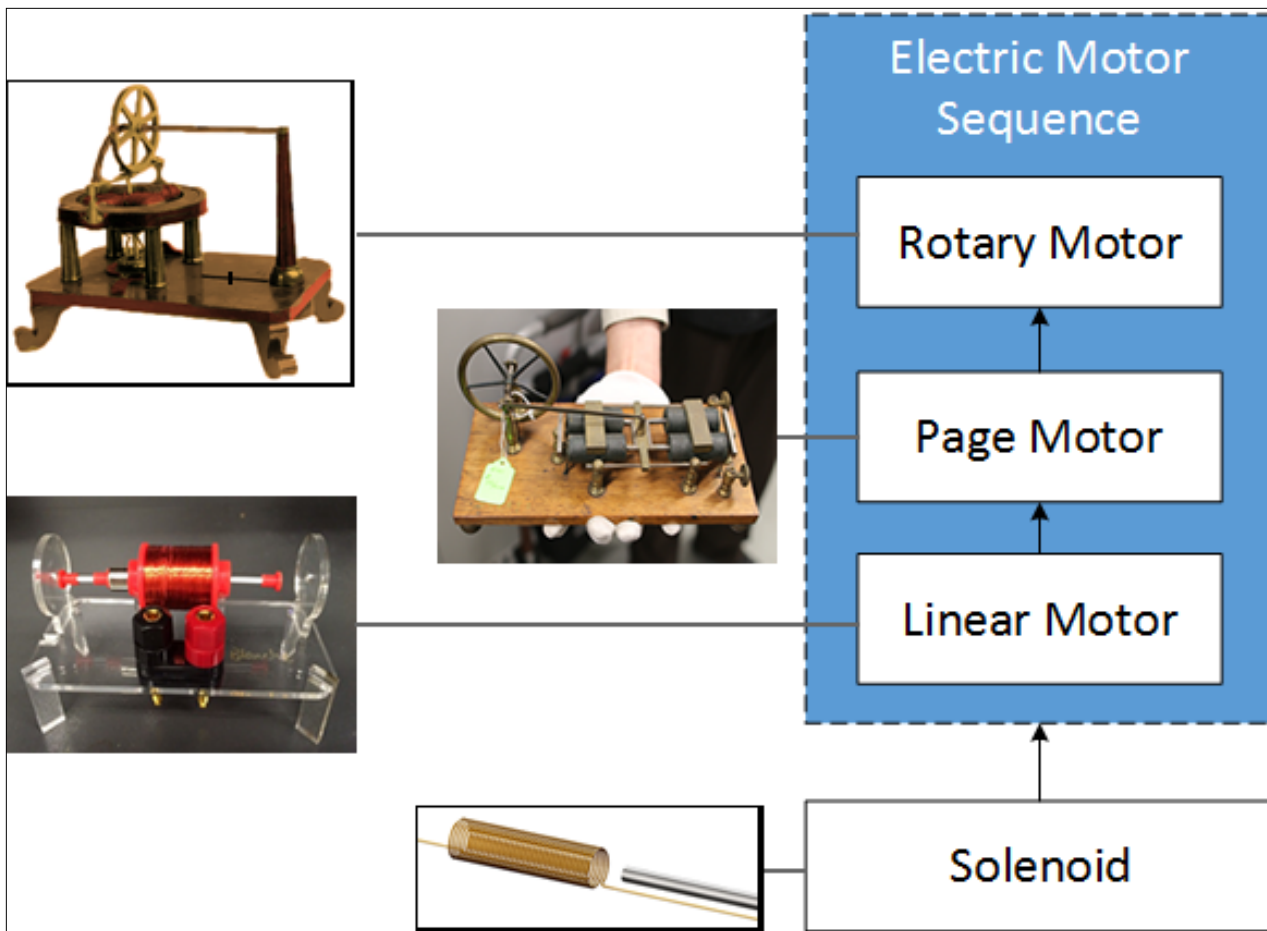 Electric Motor
Sequence
Rotary Motor
Page Motor
Linear Motor
Solenoid